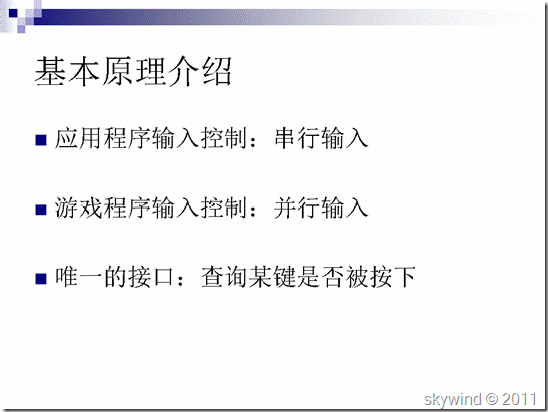 基本原理介绍
应用程序输入控制：串行输入
游戏程序输入控制：并行输入
唯一的接口：查询某键是否被按下
skywind © 2011